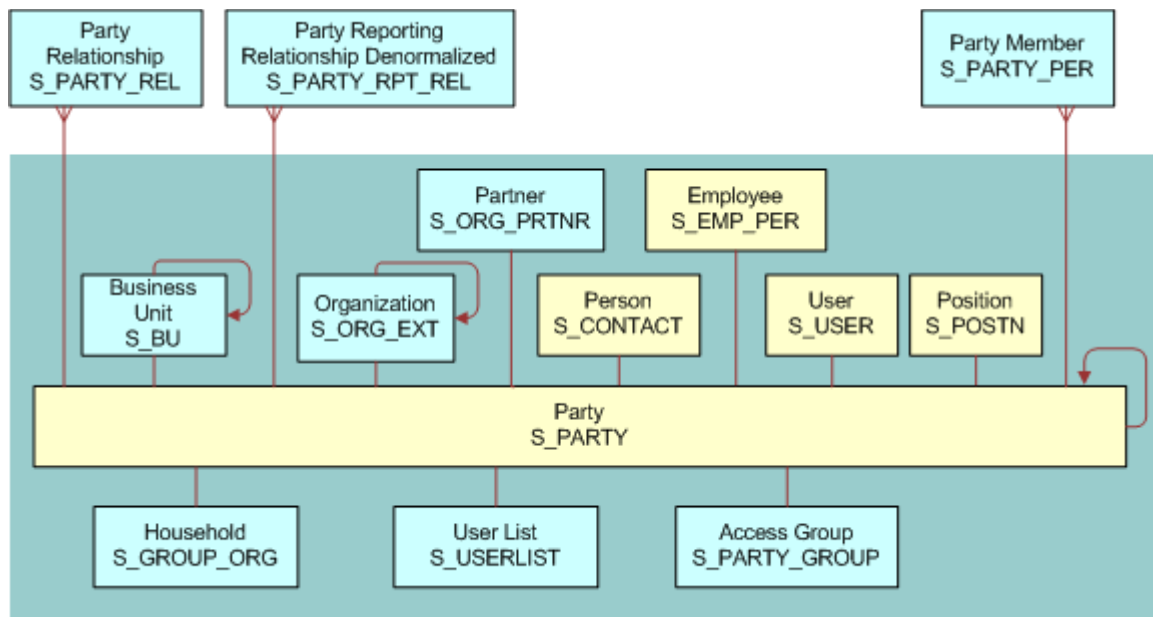 Party
Relationship
S_PARTY_REL
Party Reporting
Relationship Denormalized
S_PARTY_RPT_REL
Party Member
S_PARTY_PER
Partner
S_ORG_PRTNR
Employee
S_EMP_PER
Business
Unit
S_BU
Organization
S_ORG_EXT
Person
S_CONTACT
User
S_USER
Position
S_POSTN
Party
S_PARTY
Household
S_GROUP_ORG
User List
S_USERLIST
Access Group
S_PARTY_GROUP